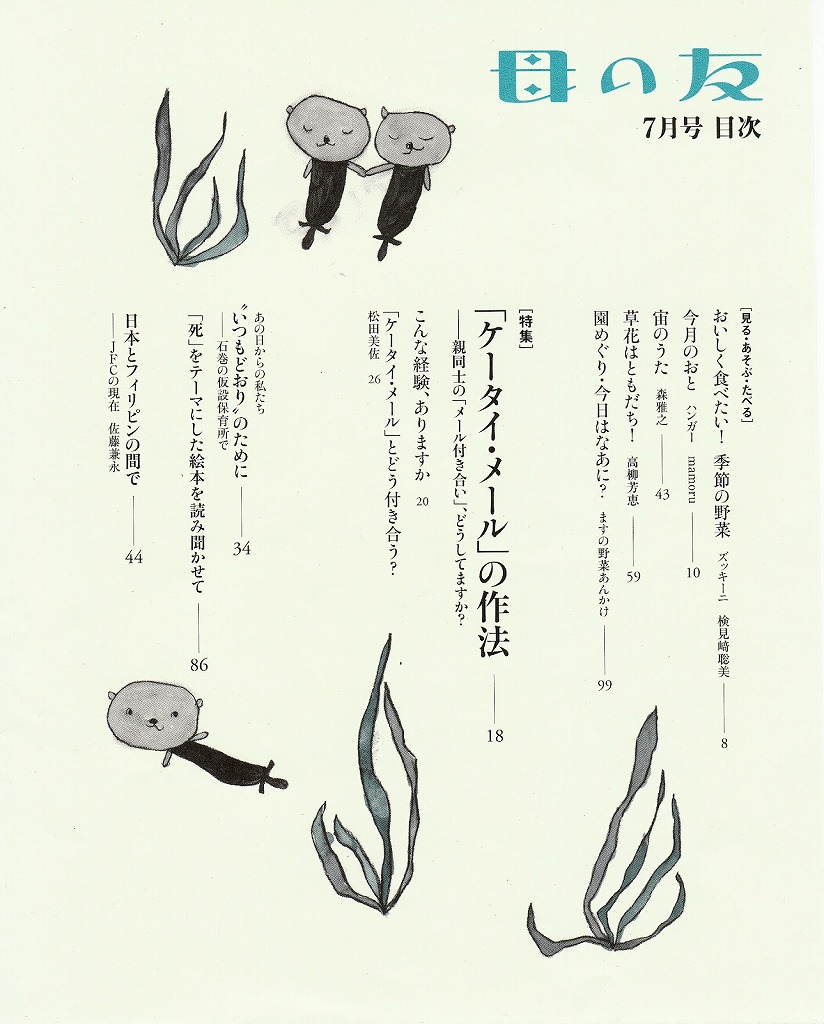 母の友
7月号 目次
[見る・あそぶ・たべる]
おいしく食べたい! 季節の野菜 ズッキーニ 検見﨑聡美 ── 8
今月のおと ハンガー mamoru ── 10
宙のうた 森雅之 ── 43
草花はともだち! 高柳芳恵 ── 59
園めぐり・今日はなあに? ますの野菜あんかけ ── 99
[特集]
「ケータイ・メール」の作法 ── 18
──親同士の「メール付き合い」、どうしてますか?
こんな経験、ありますか 20
「ケータイ・メール」とどう付き合う?
松田美佐 26
あの日からの私たち
“いつもどおり”のために ── 34
──石巻の仮設保育所で
「死」をテーマにした絵本を読み聞かせて ── 86
日本とフィリピンの間で ── 44
──JFCの現在 佐藤兼永